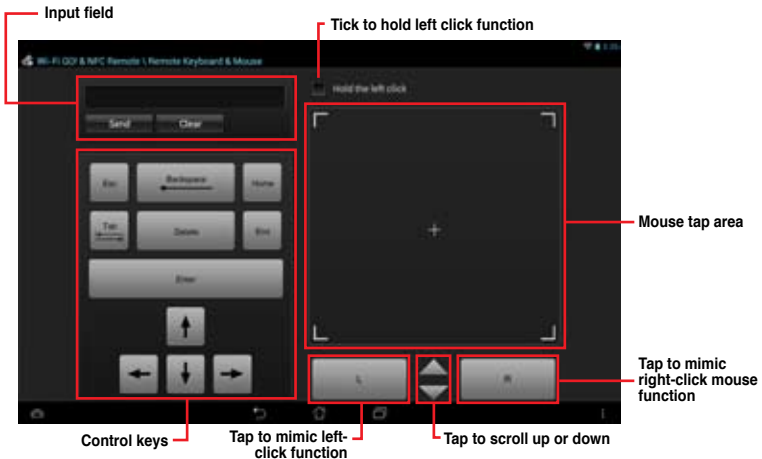 Input field
Tick to hold left click function
Wi-Fi GO! & NFC Remote \ Remote Keyboard & Mouse
Hold the left click
Send Clear
Esc Backspace Home
Tab Delete End
Enter
Mouse tap area
L R
Tap to mimic
right-click mouse
function
Control keys
Tap to mimic left-
click function
Tap to scroll up or down